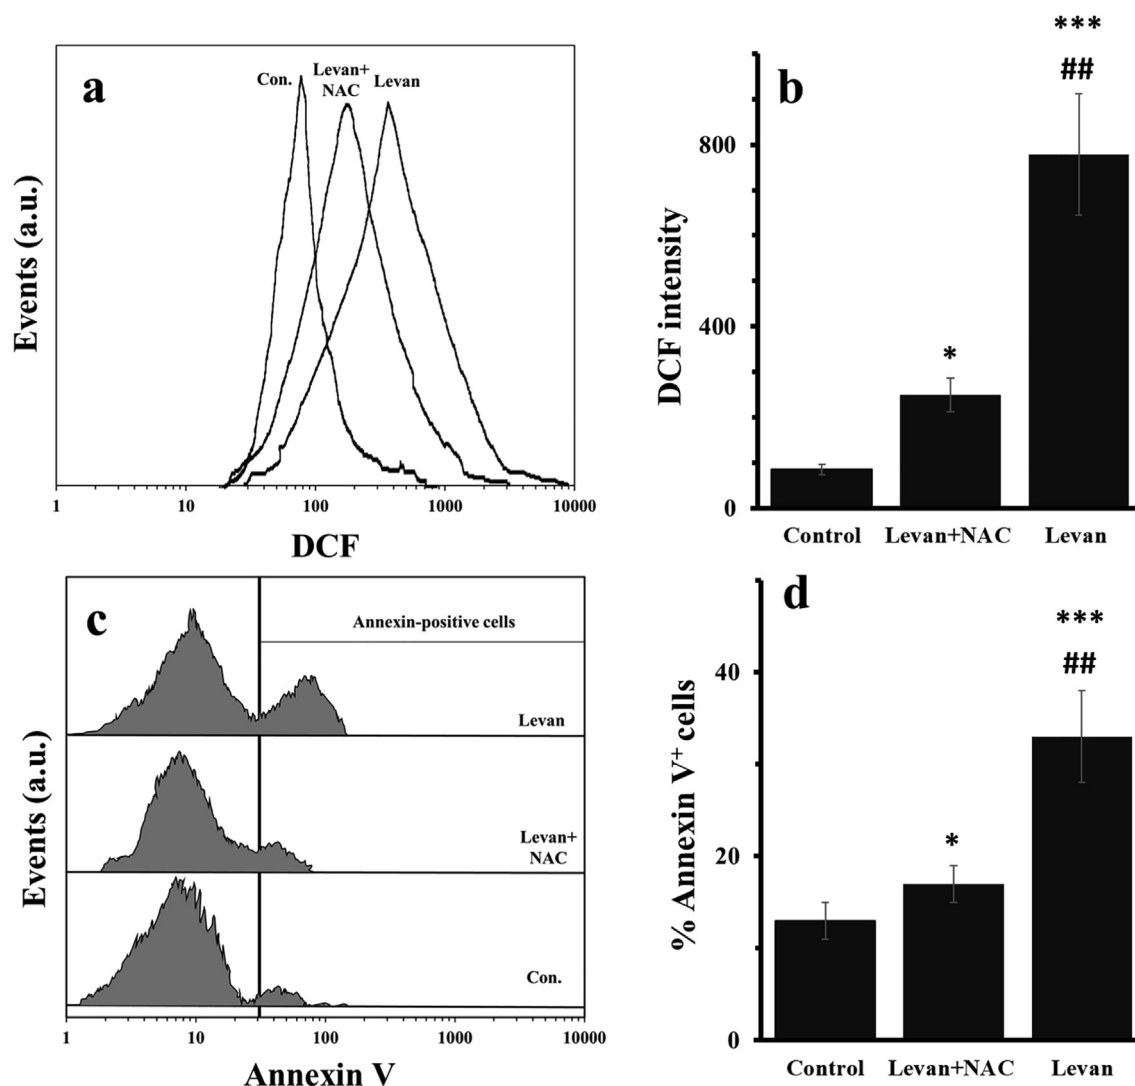 a
Con.
Levan+
NAC
Levan
Events (a.u.)
1
10
100
1000
10000
DCF
b
***
##
*
DCF intensity
800
400
0
Control
Levan+NAC
Levan
c
Annexin-positive cells
Levan
Levan+
NAC
Con.
Events (a.u.)
1
10
100
1000
10000
Annexin V
d
***
##
*
% Annexin V⁺ cells
40
20
0
Control
Levan+NAC
Levan